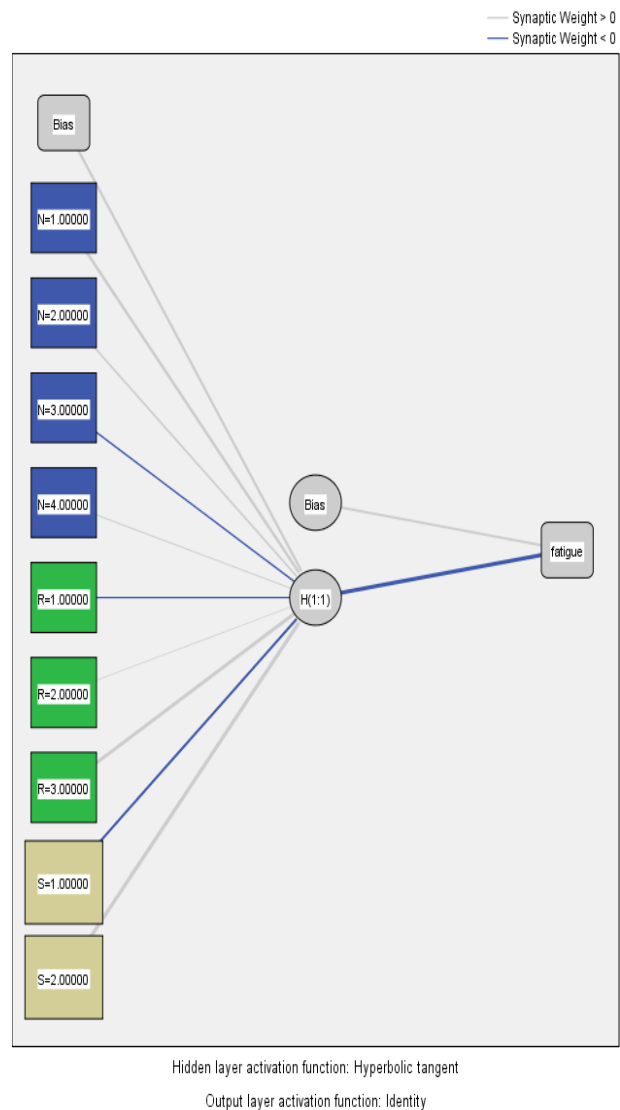 Synaptic Weight > 0
Synaptic Weight < 0
Bias
N=1.00000
N=2.00000
N=3.00000
N=4.00000
Bias
fatigue
R=1.00000
H(1:1)
R=2.00000
R=3.00000
S=1.00000
S=2.00000
Hidden layer activation function: Hyperbolic tangent
Output layer activation function: Identity